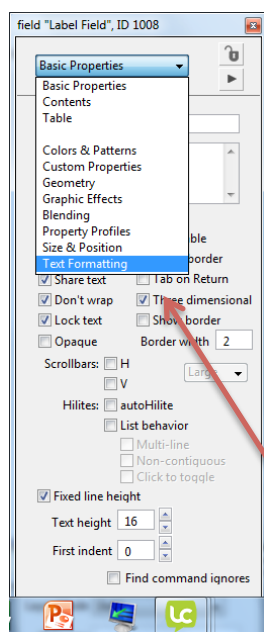 field "Label Field", ID 1008
Basic Properties
Basic Properties
Contents
Table
Colors & Patterns
Custom Properties
Geometry
Graphic Effects
Blending
Property Profiles
Size & Position
Text Formatting
Share text Tab on Return
Don't wrap Three dimensional
Lock text Show border
Opaque Border width 2
Scrollbars: H Large
V
Hilites: autoHilite
List behavior
Multi-line
Non-contiguous
Click to toggle
Fixed line height
Text height 16
First indent 0
Find command ignores